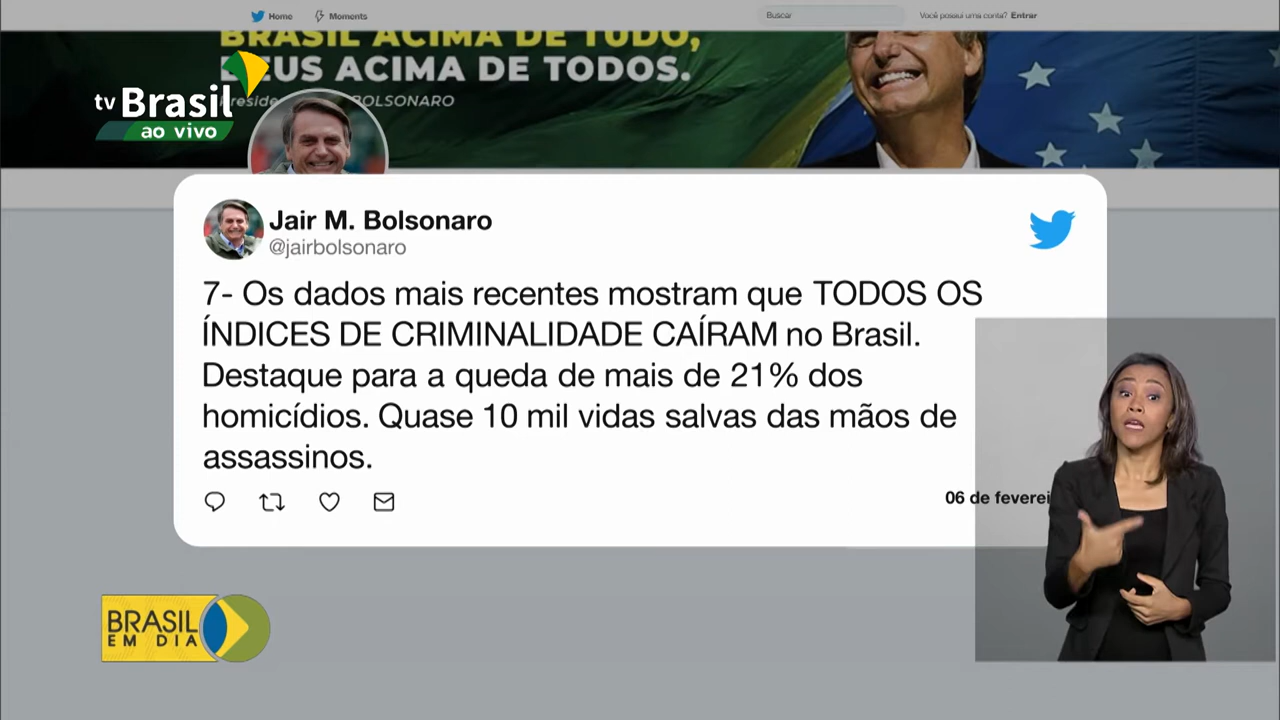 Home
Moments
Buscar
Você possui uma conta? Entrar
BRASIL ACIMA DE TUDO,
DEUS ACIMA DE TODOS.
BOLSONARO
tv Brasil
ao vivo
Jair M. Bolsonaro
@jairbolsonaro
7- Os dados mais recentes mostram que TODOS OS
ÍNDICES DE CRIMINALIDADE CAÍRAM no Brasil.
Destaque para a queda de mais de 21% dos
homicídios. Quase 10 mil vidas salvas das mãos de
assassinos.
06 de feverei
BRASIL
EM DIA